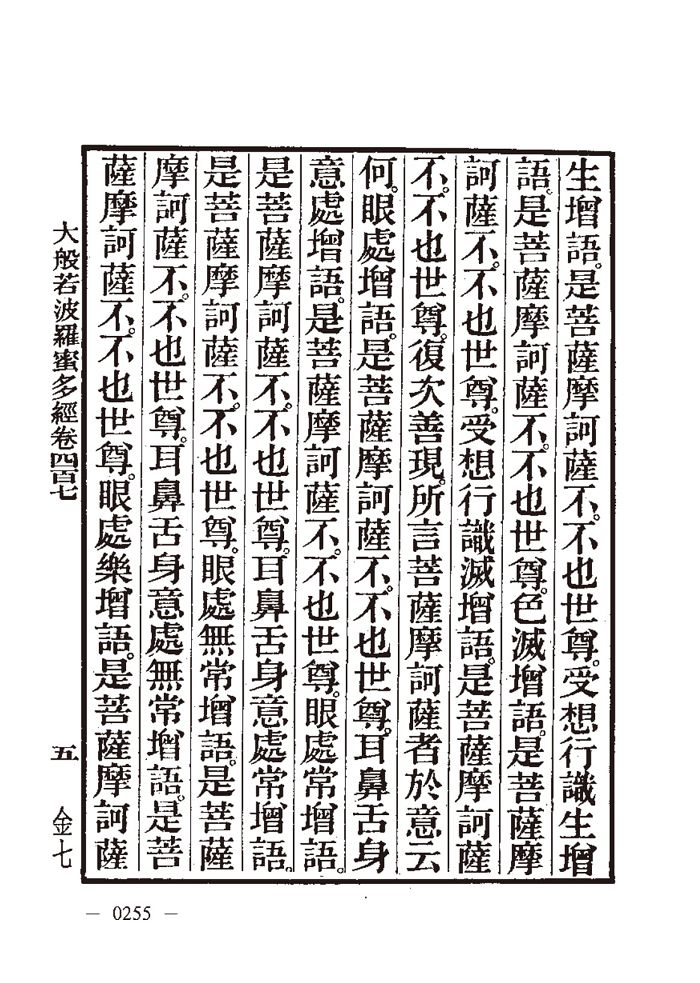 生增語。是菩薩摩訶薩不。不也世尊。受想行識生增
語。是菩薩摩訶薩不。不也世尊。色滅增語。是菩薩摩
訶薩不。不也世尊。受想行識滅增語。是菩薩摩訶薩
不。不也世尊。復次善現。所言菩薩摩訶薩者於意云
何。眼處增語。是菩薩摩訶薩不。不也世尊。耳鼻舌身
意處增語。是菩薩摩訶薩不。不也世尊。眼處常增語。
是菩薩摩訶薩不。不也世尊。耳鼻舌身意處常增語。
是菩薩摩訶薩不。不也世尊。眼處無常增語。是菩薩
摩訶薩不。不也世尊。耳鼻舌身意處無常增語。是菩
薩摩訶薩不。不也世尊。眼處樂增語。是菩薩摩訶薩
大般若波羅蜜多經卷四百七 五 金七
— 0255 —